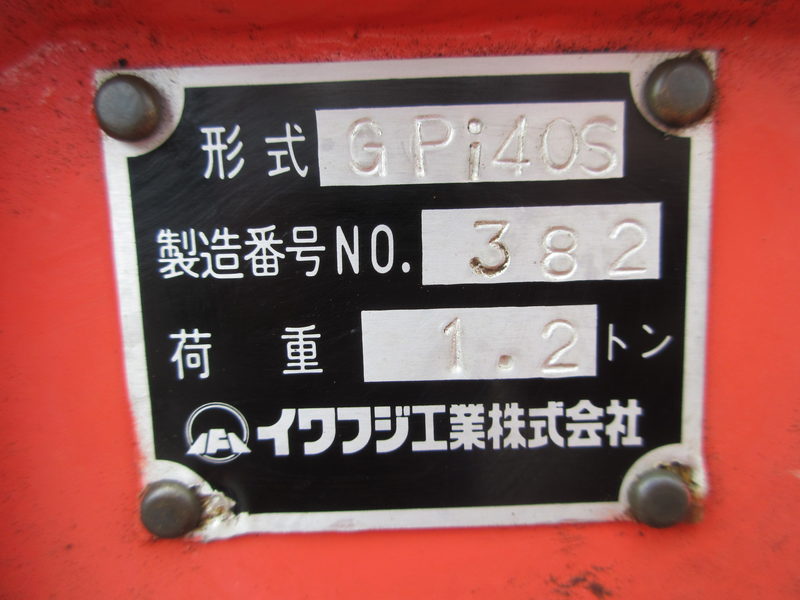 形式 GPi40S
製造番号NO. 382
荷重 1.2トン
IFI イワフジ工業株式会社